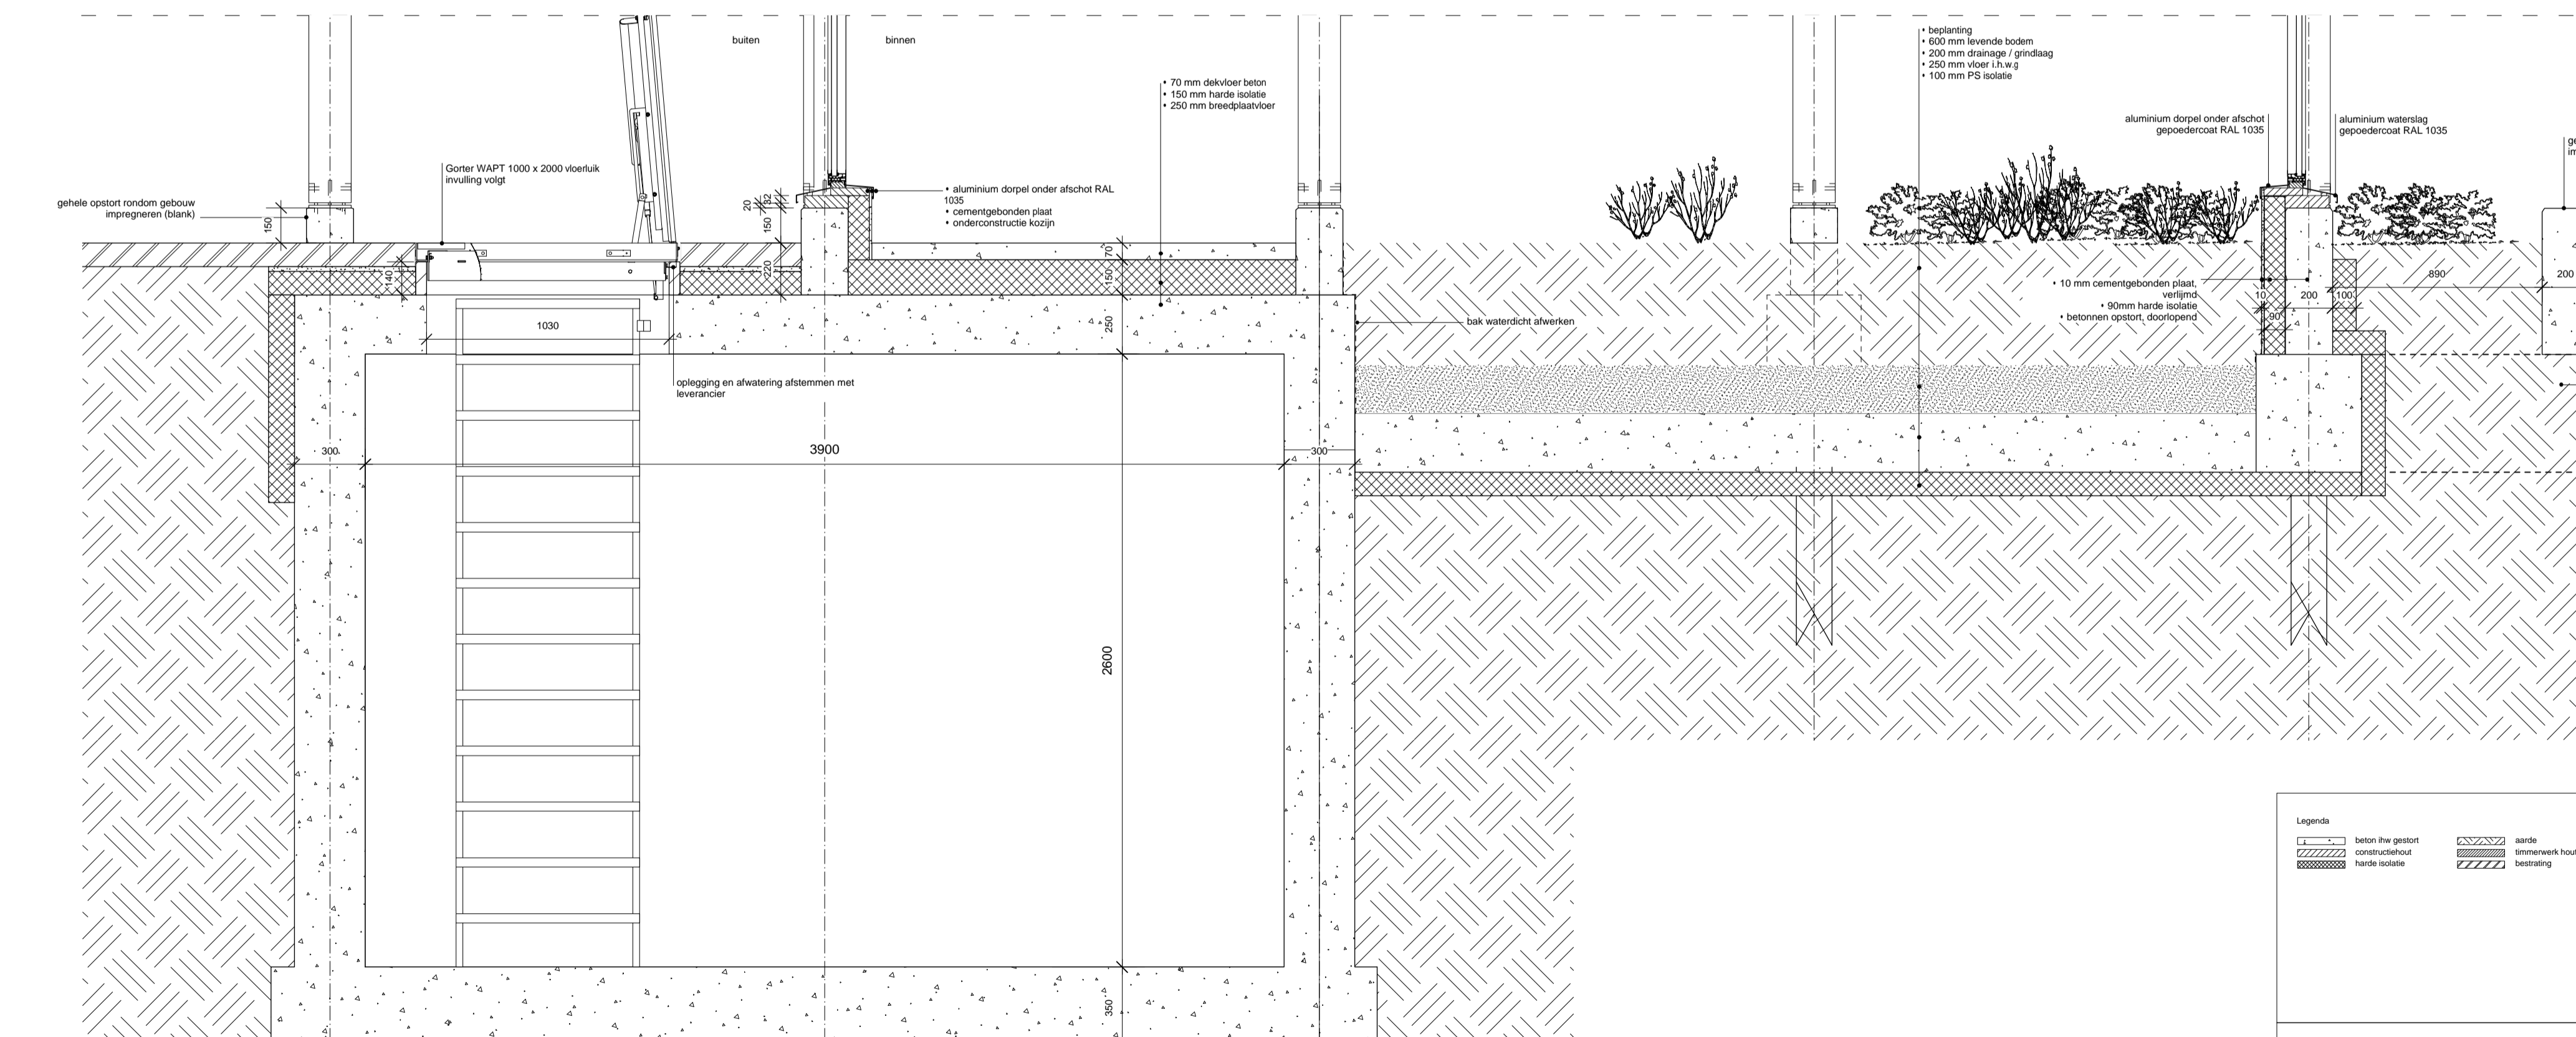 buiten
binnen
• beplanting
• 600 mm levende bodem
• 200 mm drainage / grindlaag
• 250 mm vloer i.h.w.g
• 100 mm PS isolatie
• 70 mm dekvloer beton
• 150 mm harde isolatie
• 250 mm breedplaatvloer
aluminium dorpel onder afschot
gepoedercoat RAL 1035
aluminium waterslag
gepoedercoat RAL 1035
ge
im
Gorter WAPT 1000 x 2000 vloerluik
invulling volgt
gehele opstort rondom gebouw
impregneren (blank)
150
• aluminium dorpel onder afschot RAL
1035
• cementgebonden plaat
• onderconstructie kozijn
20
32
150
220
140
70
150
250
890
200
• 10 mm cementgebonden plaat,
verlijmd
• 90mm harde isolatie
• betonnen opstort, doorlopend
10
200
100
90
1030
bak waterdicht afwerken
oplegging en afwatering afstemmen met
leverancier
300
3900
300
2600
350
Legenda
beton ihw gestort
constructiehout
harde isolatie
aarde
timmerwerk hout
bestrating